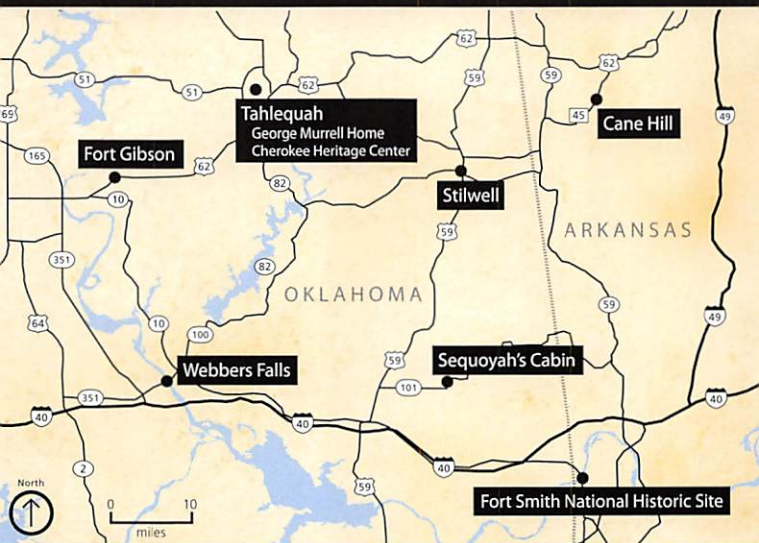 62
59
59
62
51
51
62
69
Tahlequah
George Murrell Home
Cherokee Heritage Center
45
Cane Hill
49
165
Fort Gibson
62
82
Stilwell
10
59
ARKANSAS
351
82
OKLAHOMA
59
49
64
10
100
59
Sequoyah's Cabin
Webbers Falls
101
351
40
40
40
40
2
59
Fort Smith National Historic Site
North
0 10
miles